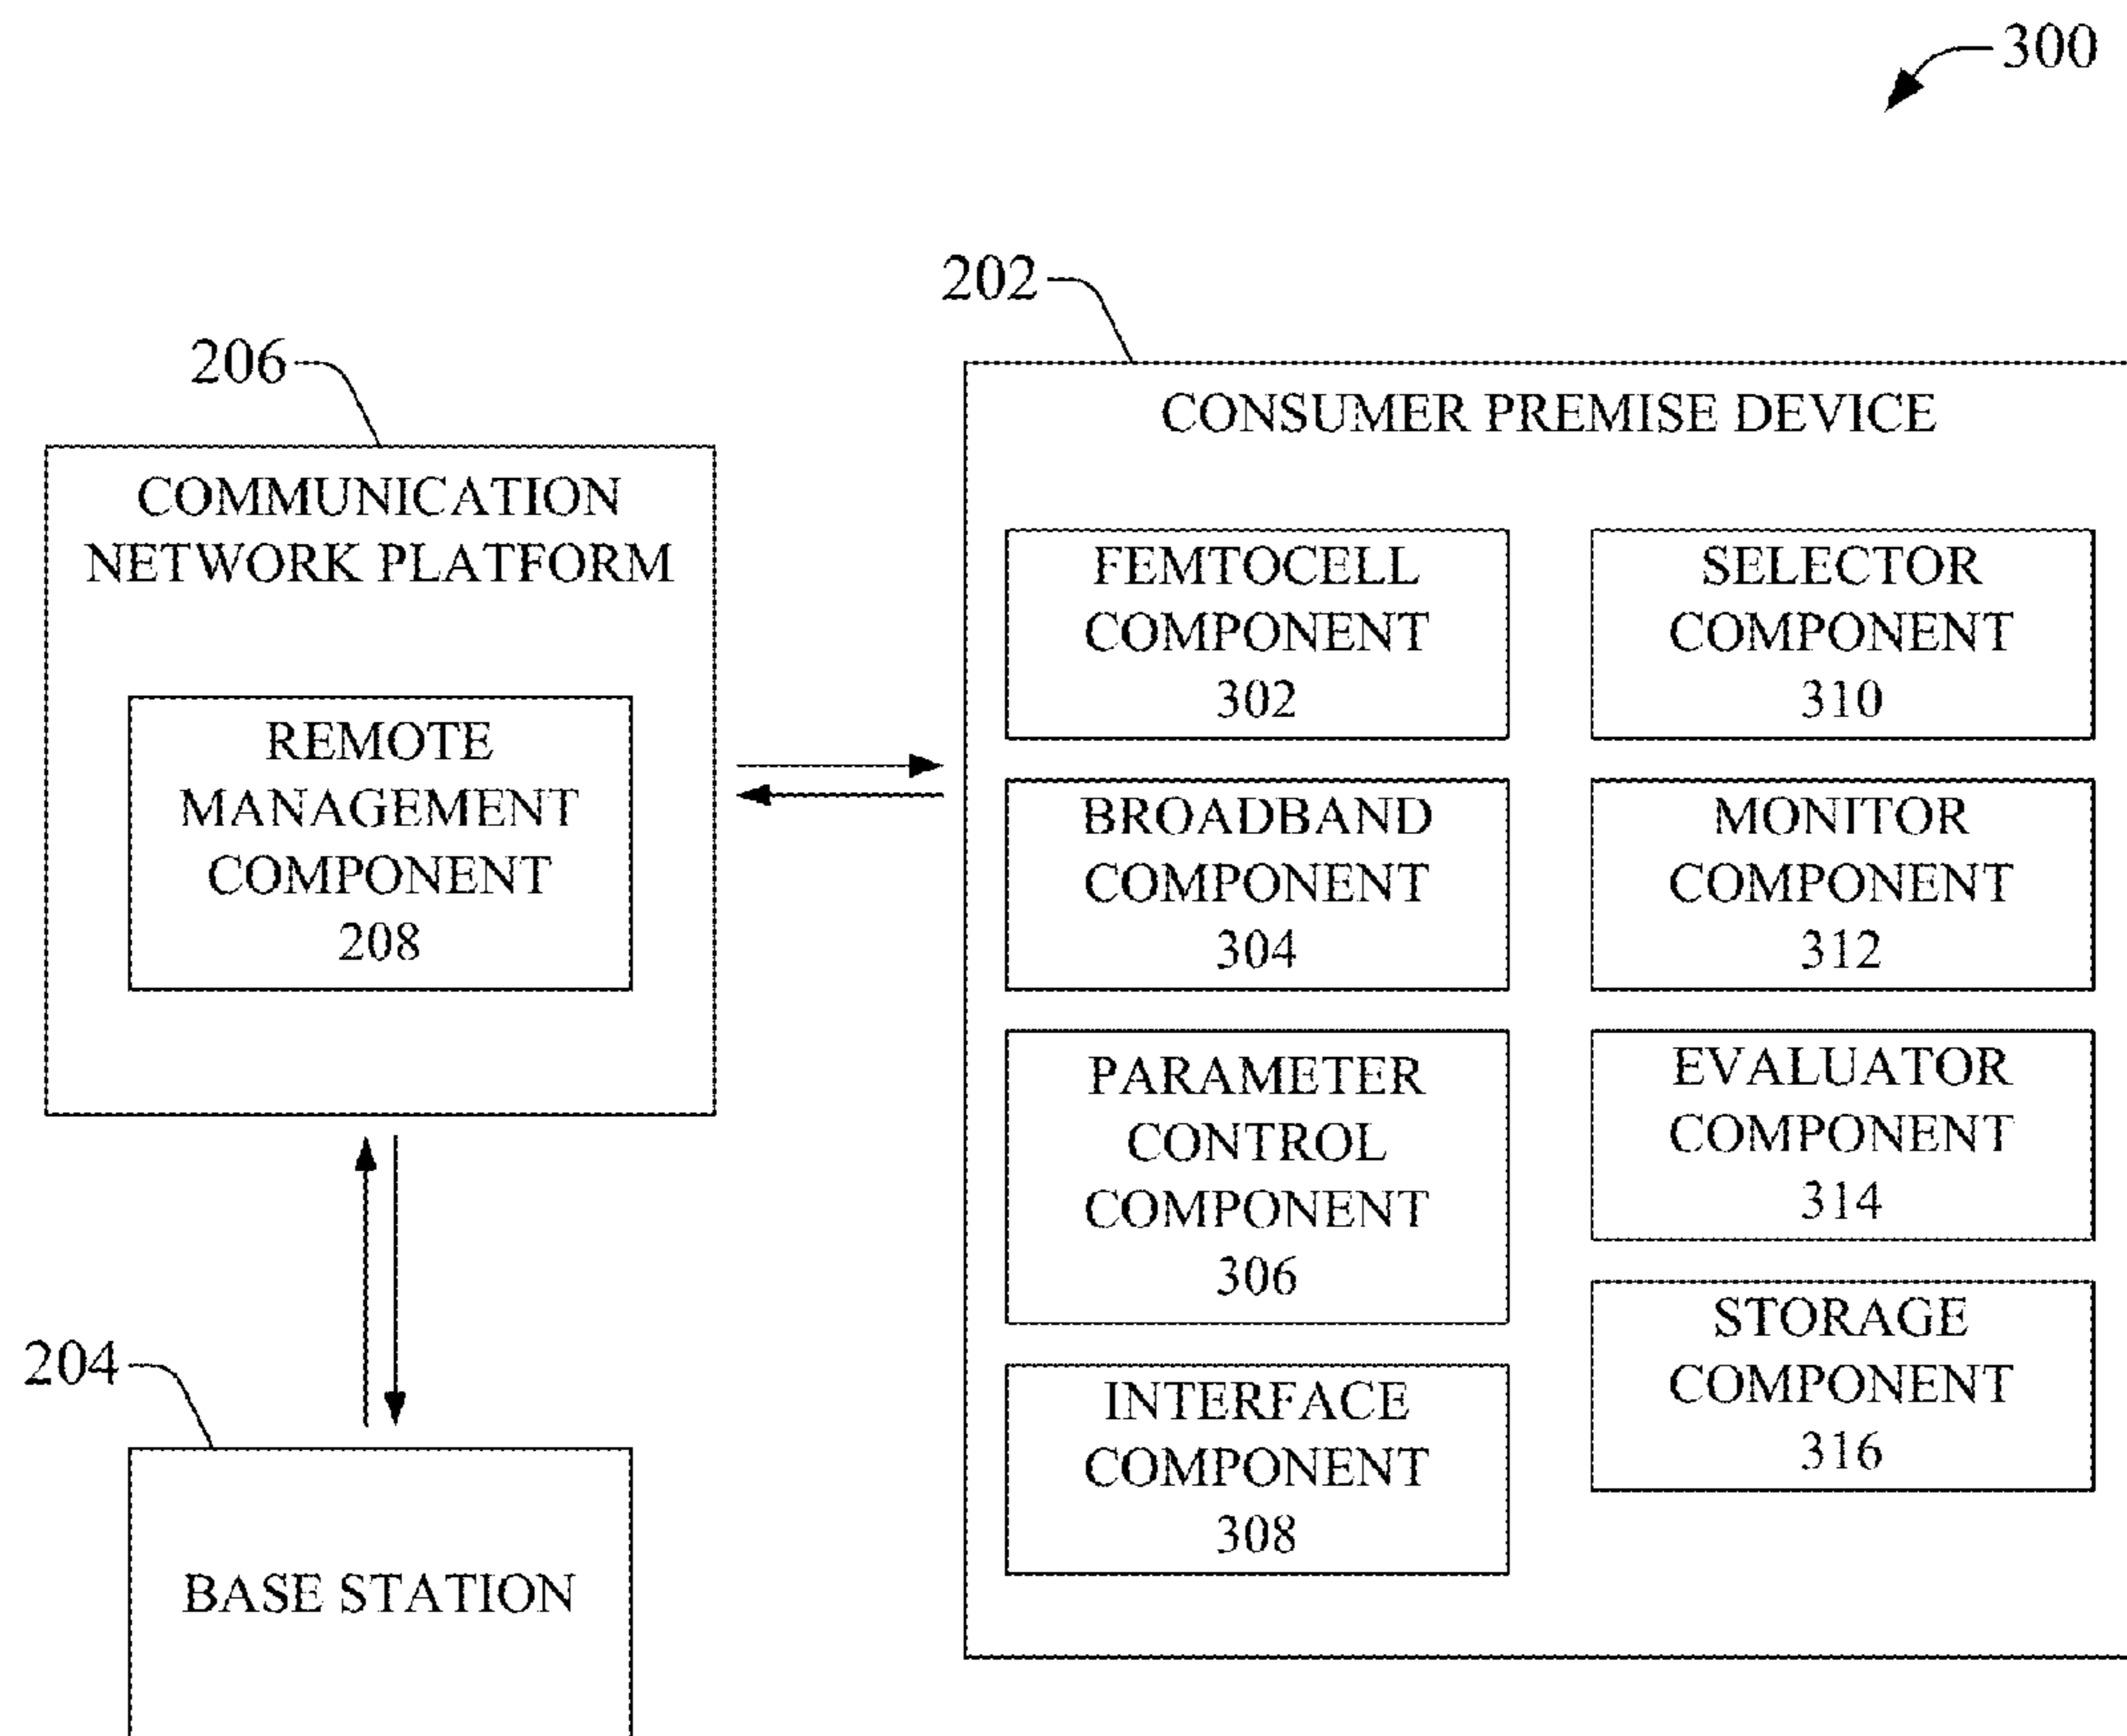 300
202
206
CONSUMER PREMISE DEVICE
COMMUNICATION
NETWORK PLATFORM
REMOTE
MANAGEMENT
COMPONENT
208
FEMTOCELL
COMPONENT
302
SELECTOR
COMPONENT
310
BROADBAND
COMPONENT
304
MONITOR
COMPONENT
312
PARAMETER
CONTROL
COMPONENT
306
EVALUATOR
COMPONENT
314
INTERFACE
COMPONENT
308
STORAGE
COMPONENT
316
204
BASE STATION